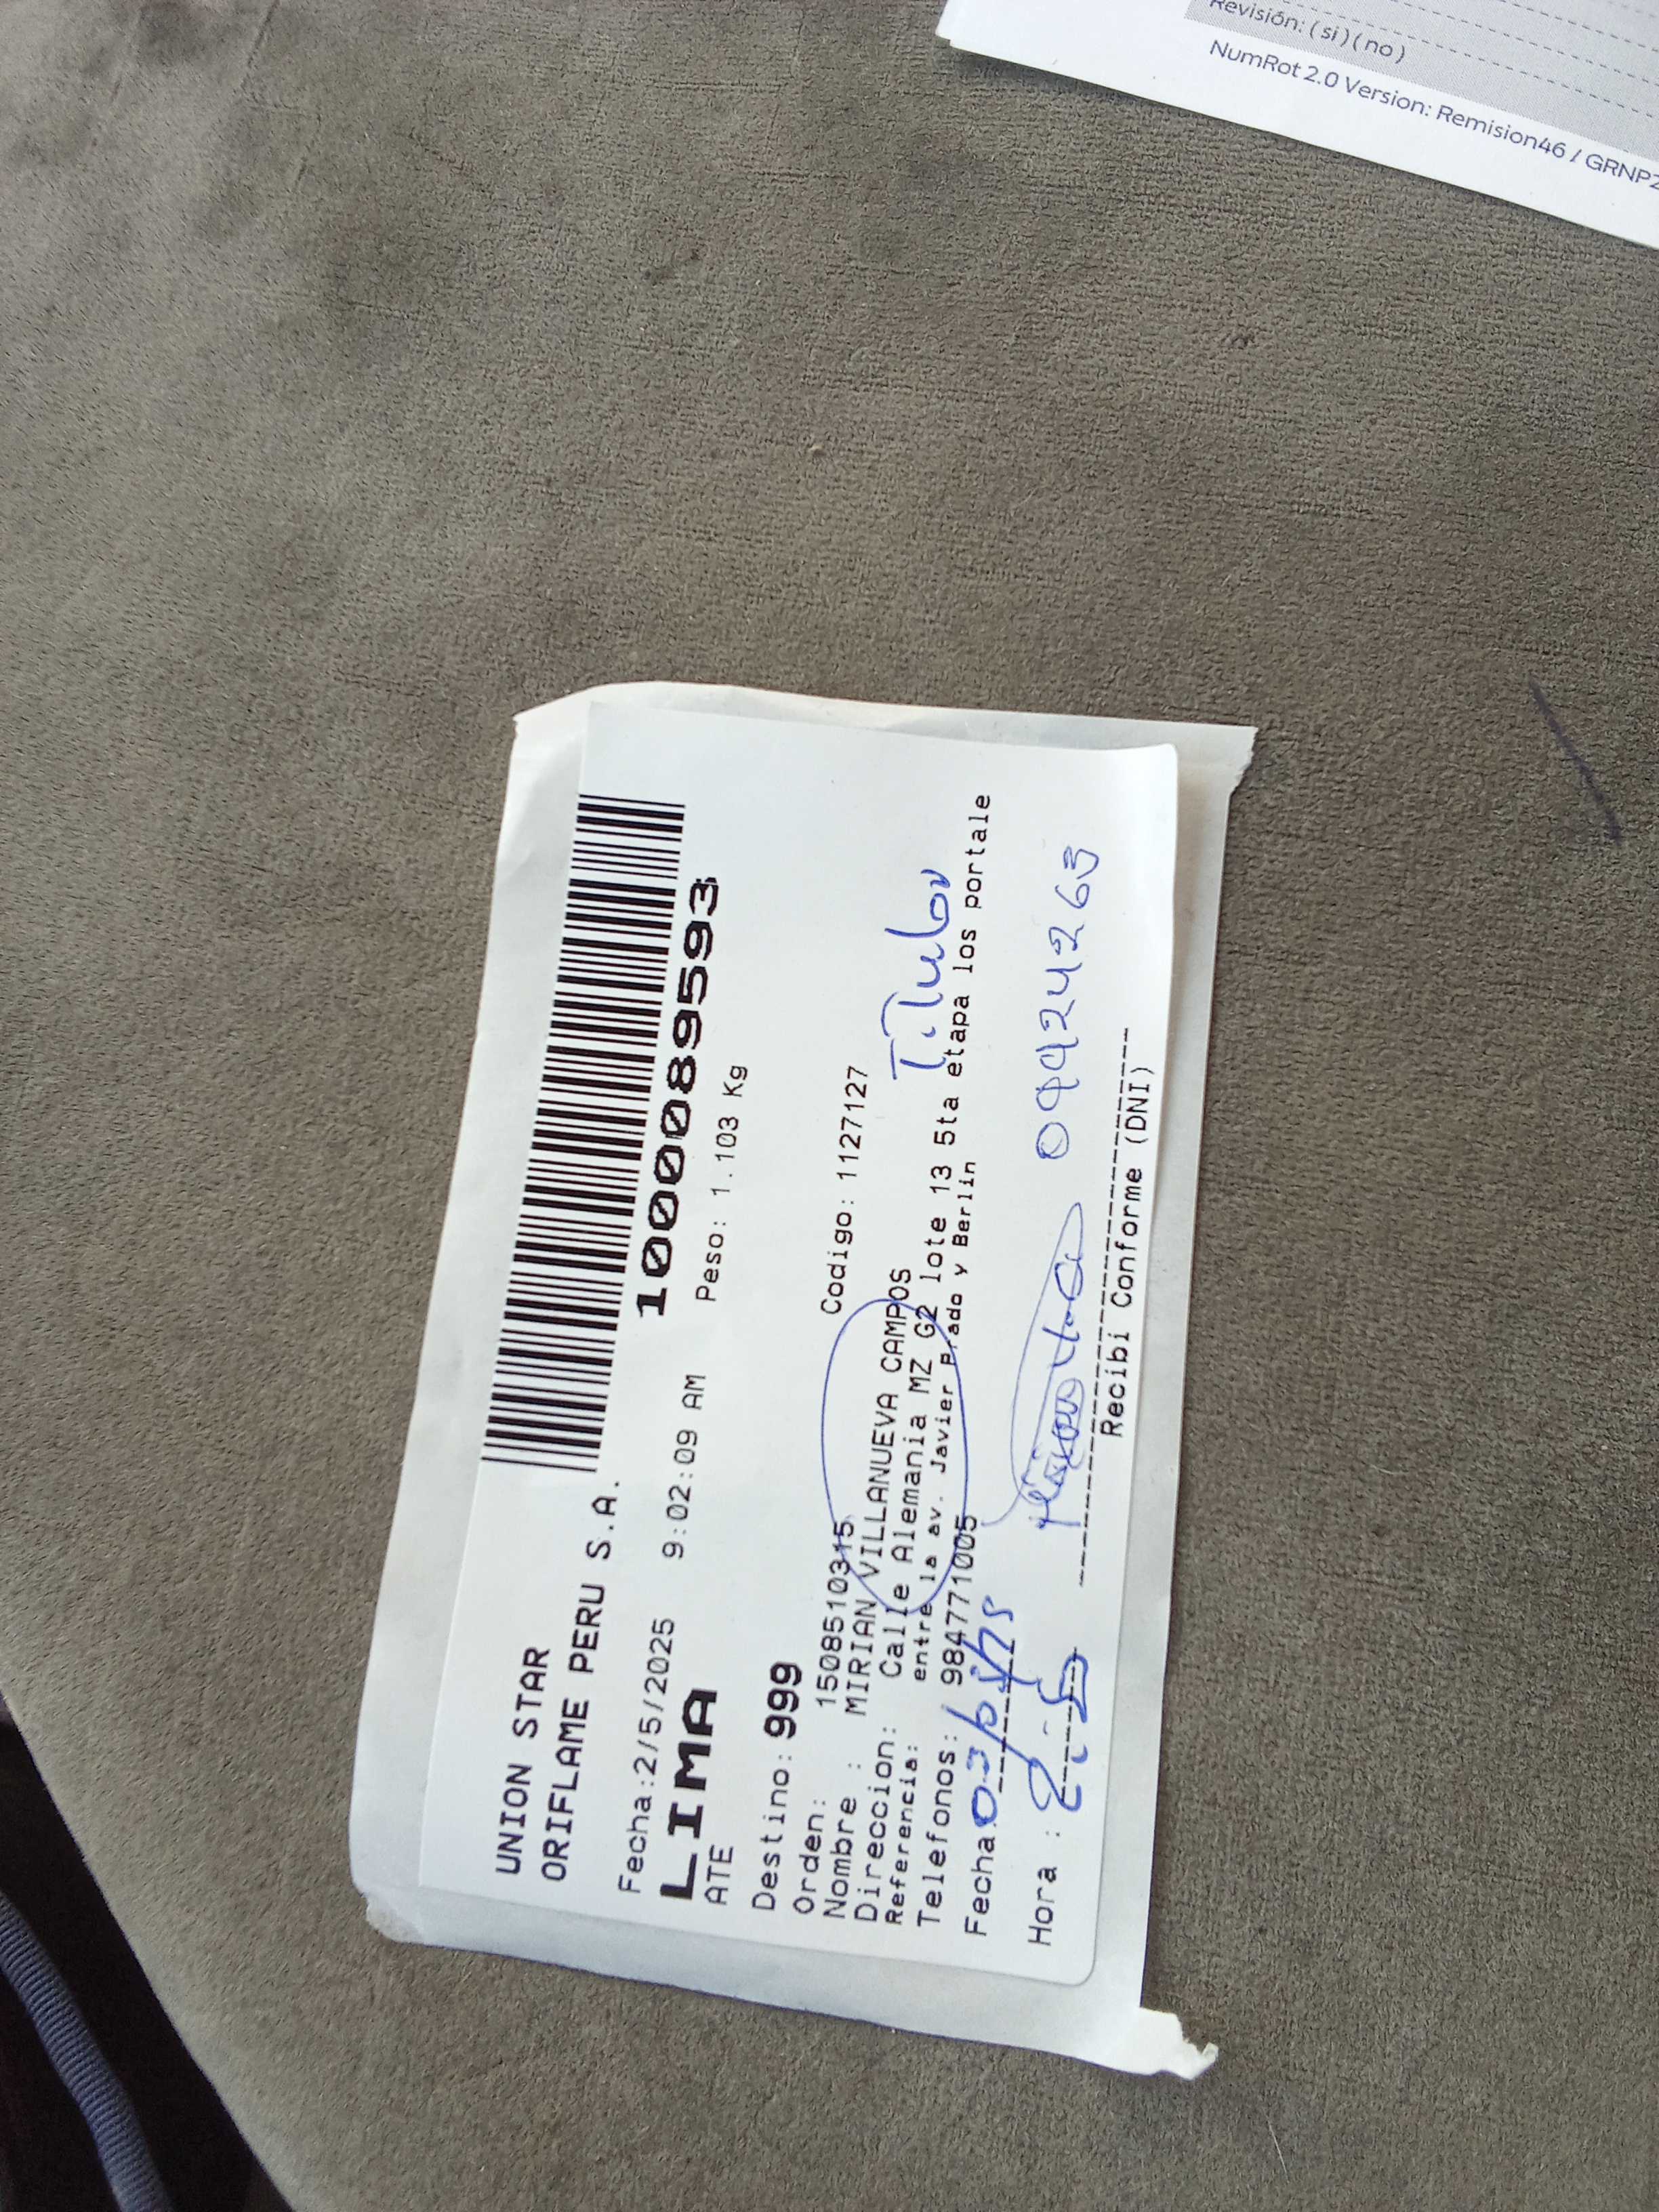 Revisión: ( si ) ( no )
NumRot 2.0 Version: Remision46 / GRNP2
UNION STAR
ORIFLAME PERU S.A.
1000089593
Fecha:2/5/2025 9:02:09 AM Peso: 1.103 Kg
LIMA
ATE
Destino: 999
Orden: 1508510315 Codigo: 1127127
Nombre : MIRIAN VILLANUEVA CAMPOS
Titular
Direccion: Calle Alemania MZ G2 lote 13 5ta etapa los portale
Referencia: entre la av. Javier Prado y Berlin
Telefonos: 984771005
Fecha
Hora :
Recibi Conforme (DNI)